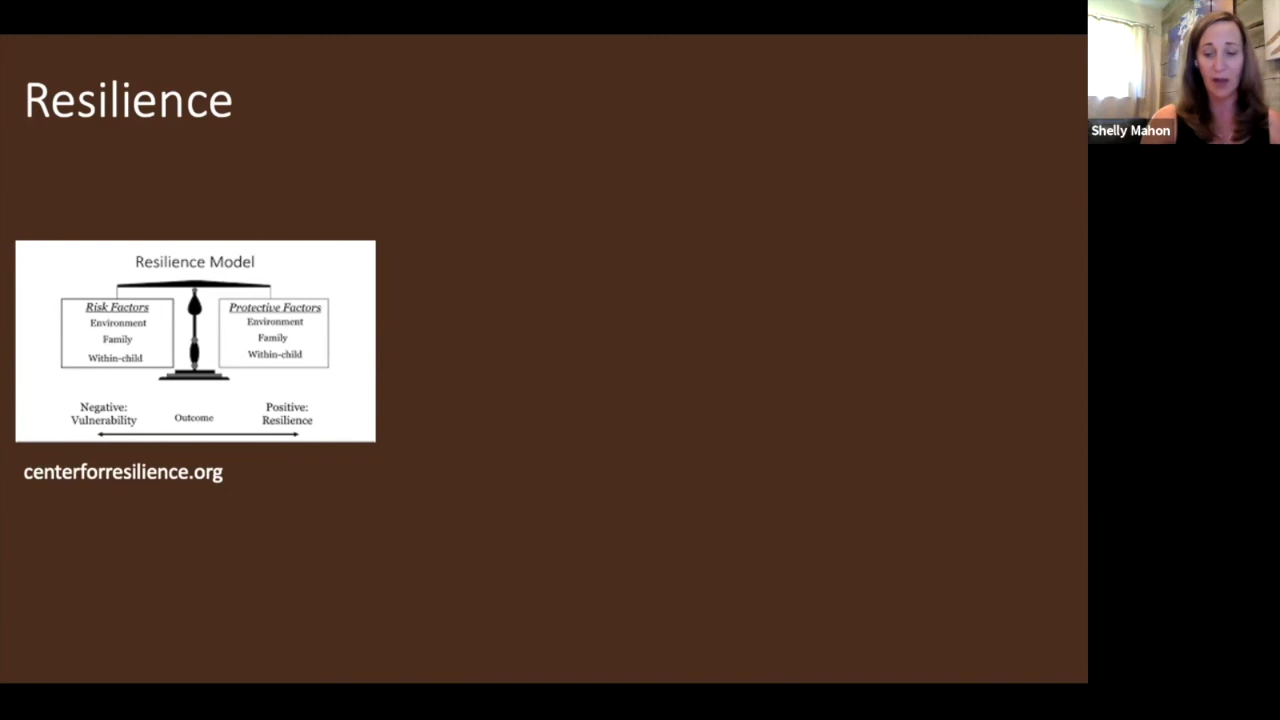 Resilience
Shelly Mahon
Resilience Model
Risk Factors
Environment
Family
Within-child
Protective Factors
Environment
Family
Within-child
Negative:
Vulnerability
Outcome
Positive:
Resilience
centerforresilience.org